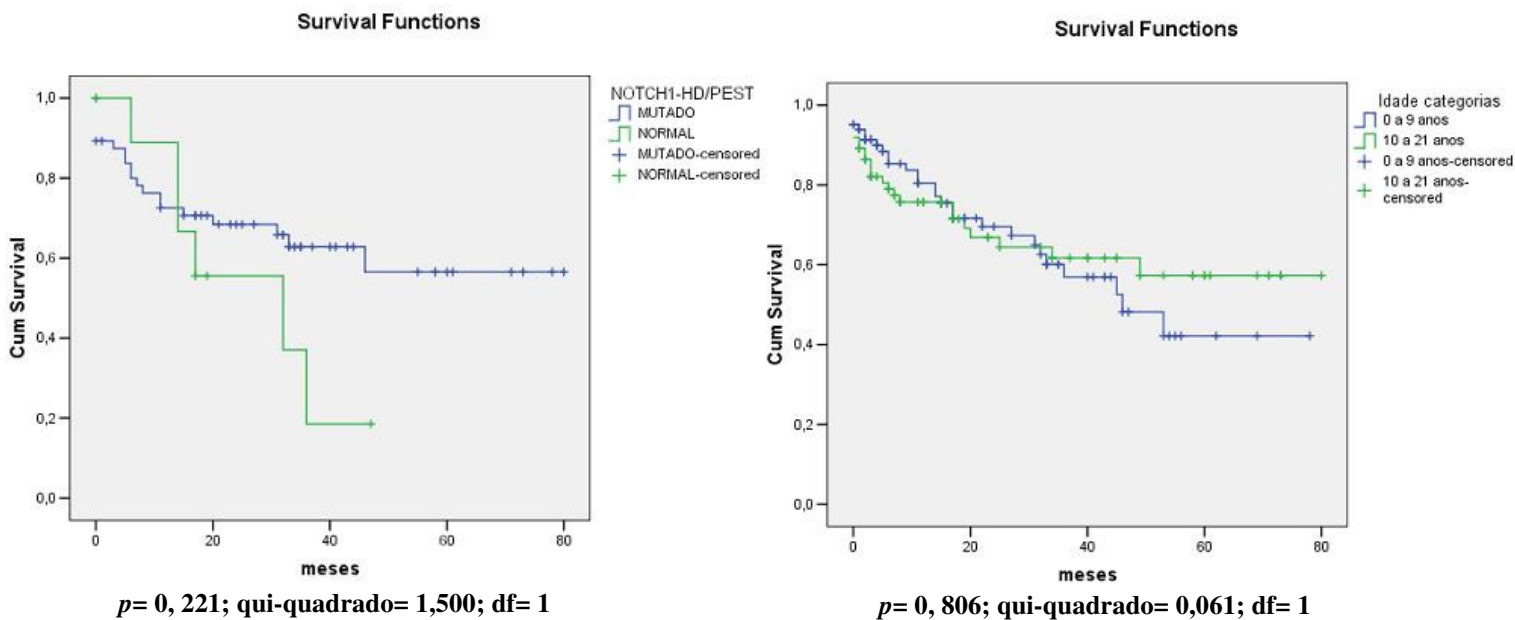 Survival Functions
1,0
0,8
0,6
0,4
0,2
0,0
Cum Survival
0 20 40 60 80
meses
NOTCH1-HD/PEST
MUTADO
NORMAL
MUTADO-censored
NORMAL-censored
p= 0, 221; qui-quadrado= 1,500; df= 1
Survival Functions
1,0
0,8
0,6
0,4
0,2
0,0
Cum Survival
0 20 40 60 80
meses
Idade categorias
0 a 9 anos
10 a 21 anos
0 a 9 anos-censored
10 a 21 anos-
censored
p= 0, 806; qui-quadrado= 0,061; df= 1